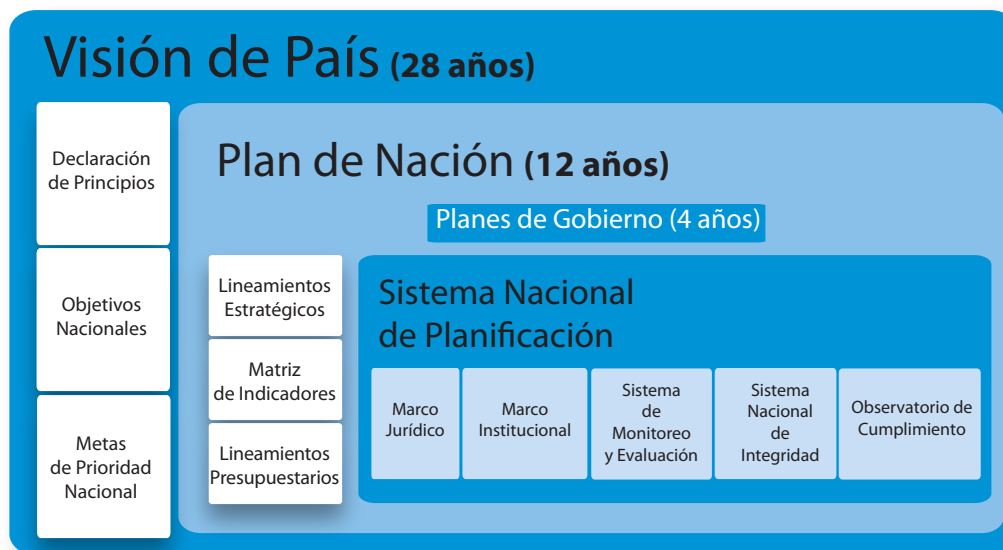 Visión de País (28 años)
Declaración
de Principios
Objetivos
Nacionales
Metas
de Prioridad
Nacional
Plan de Nación (12 años)
Planes de Gobierno (4 años)
Lineamientos
Estratégicos
Matriz
de Indicadores
Lineamientos
Presupuestarios
Sistema Nacional
de Planificación
Marco
Jurídico
Marco
Institucional
Sistema
de
Monitoreo
y Evaluación
Sistema
Nacional
de
Integridad
Observatorio de
Cumplimiento